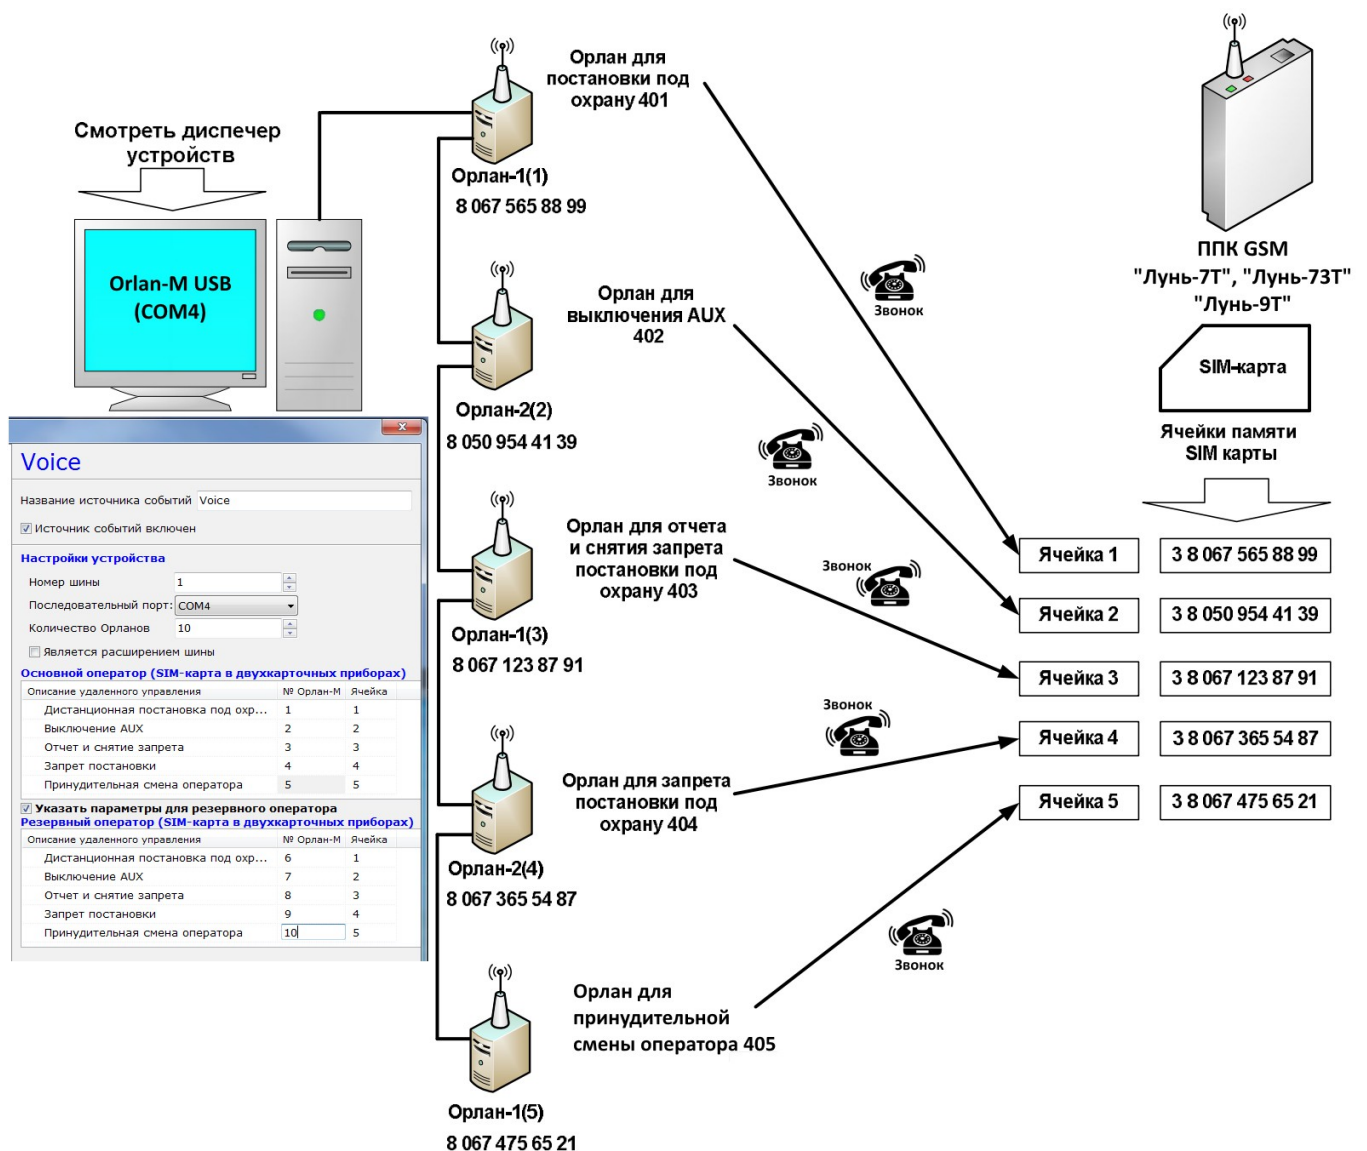 Смотреть диспечер
устройств
Orlan-M USB
(COM4)
Орлан для
постановки под
охрану 401
Орлан-1(1)
8 067 565 88 99
Орлан для
выключения AUX
402
Орлан-2(2)
8 050 954 41 39
Орлан для отчета
и снятия запрета
постановки под
охрану 403
Орлан-1(3)
8 067 123 87 91
Орлан для запрета
постановки под
охрану 404
Орлан-2(4)
8 067 365 54 87
Орлан для
принудительной
смены оператора 405
Орлан-1(5)
8 067 475 65 21
Звонок
Звонок
Звонок
Звонок
Звонок
ППК GSM
"Лунь-7Т", "Лунь-73Т"
"Лунь-9Т"
SIM-карта
Ячейки памяти
SIM карты
Ячейка 1 3 8 067 565 88 99
Ячейка 2 3 8 050 954 41 39
Ячейка 3 3 8 067 123 87 91
Ячейка 4 3 8 067 365 54 87
Ячейка 5 3 8 067 475 65 21
Voice
Название источника событий Voice
Источник событий включен
Настройки устройства
Номер шины 1
Последовательный порт: COM4
Количество Орланов 10
Является расширением шины
Основной оператор (SIM-карта в двухкарточных приборах)
Описание удаленного управления № Орлан-М Ячейка
Дистанционная постановка под охр... 1 1
Выключение AUX 2 2
Отчет и снятие запрета 3 3
Запрет постановки 4 4
Принудительная смена оператора 5 5
Указать параметры для резервного оператора
Резервный оператор (SIM-карта в двухкарточных приборах)
Описание удаленного управления № Орлан-М Ячейка
Дистанционная постановка под охр... 6 1
Выключение AUX 7 2
Отчет и снятие запрета 8 3
Запрет постановки 9 4
Принудительная смена оператора 10 5